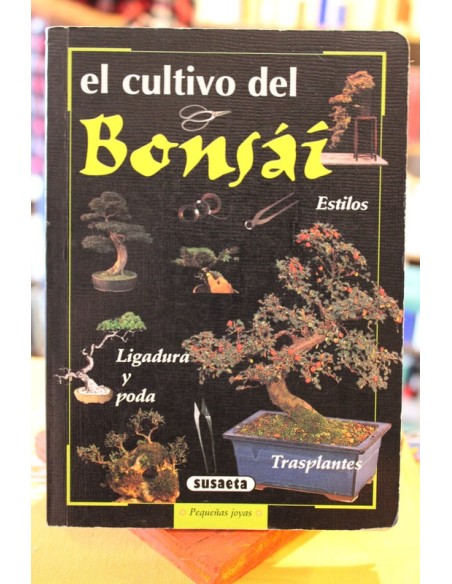 el cultivo del
Bonsái
Estilos
Ligadura
y
poda
Trasplantes
susaeta
Pequeñas joyas